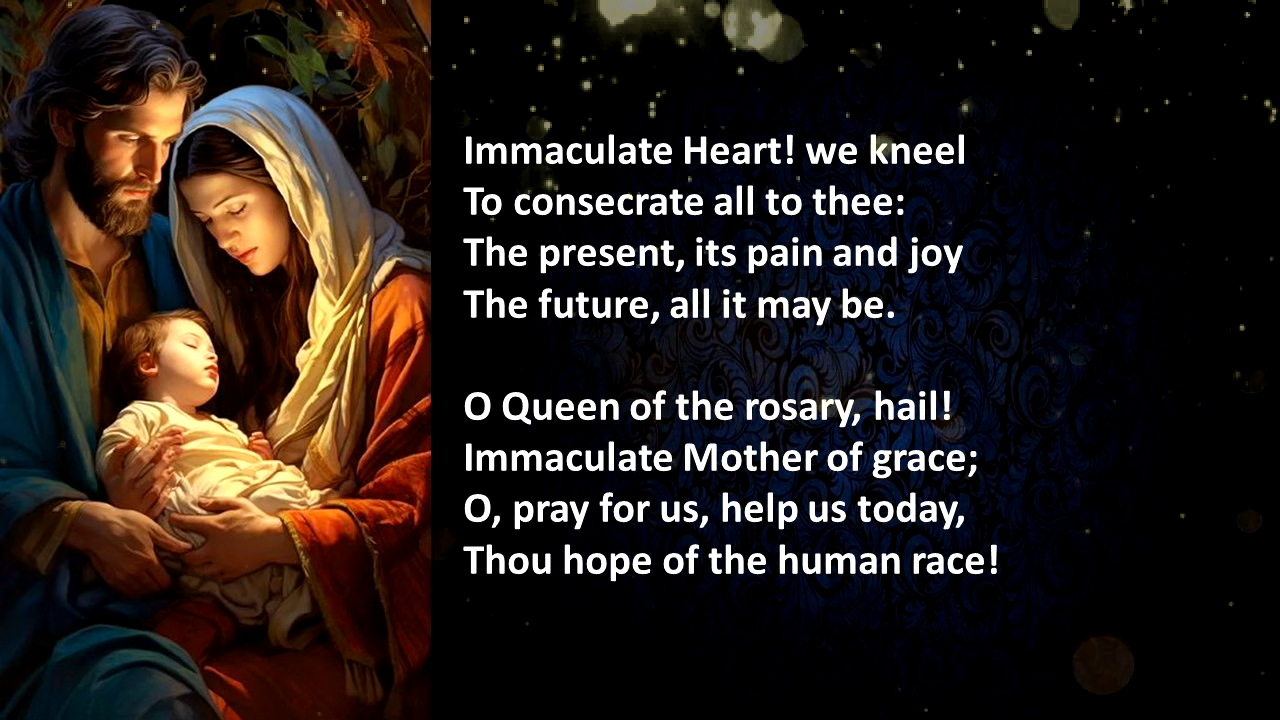 Immaculate Heart! we kneel
To consecrate all to thee:
The present, its pain and joy
The future, all it may be.
O Queen of the rosary, hail!
Immaculate Mother of grace;
O, pray for us, help us today,
Thou hope of the human race!